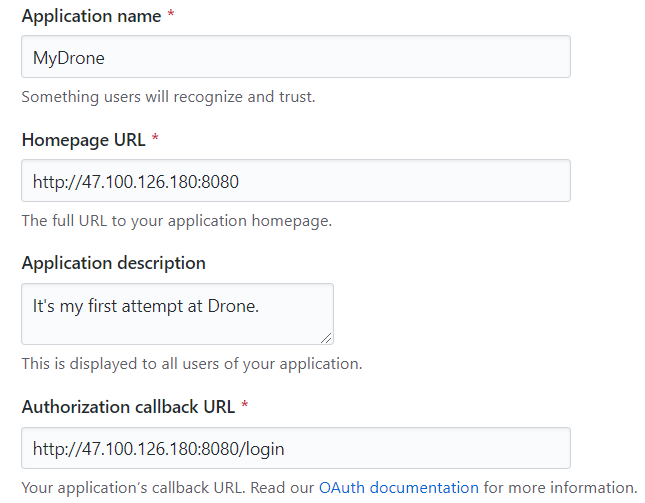 Application name *
MyDrone
Something users will recognize and trust.
Homepage URL *
http://47.100.126.180:8080
The full URL to your application homepage.
Application description
It's my first attempt at Drone.
This is displayed to all users of your application.
Authorization callback URL *
http://47.100.126.180:8080/login
Your application’s callback URL. Read our OAuth documentation for more information.